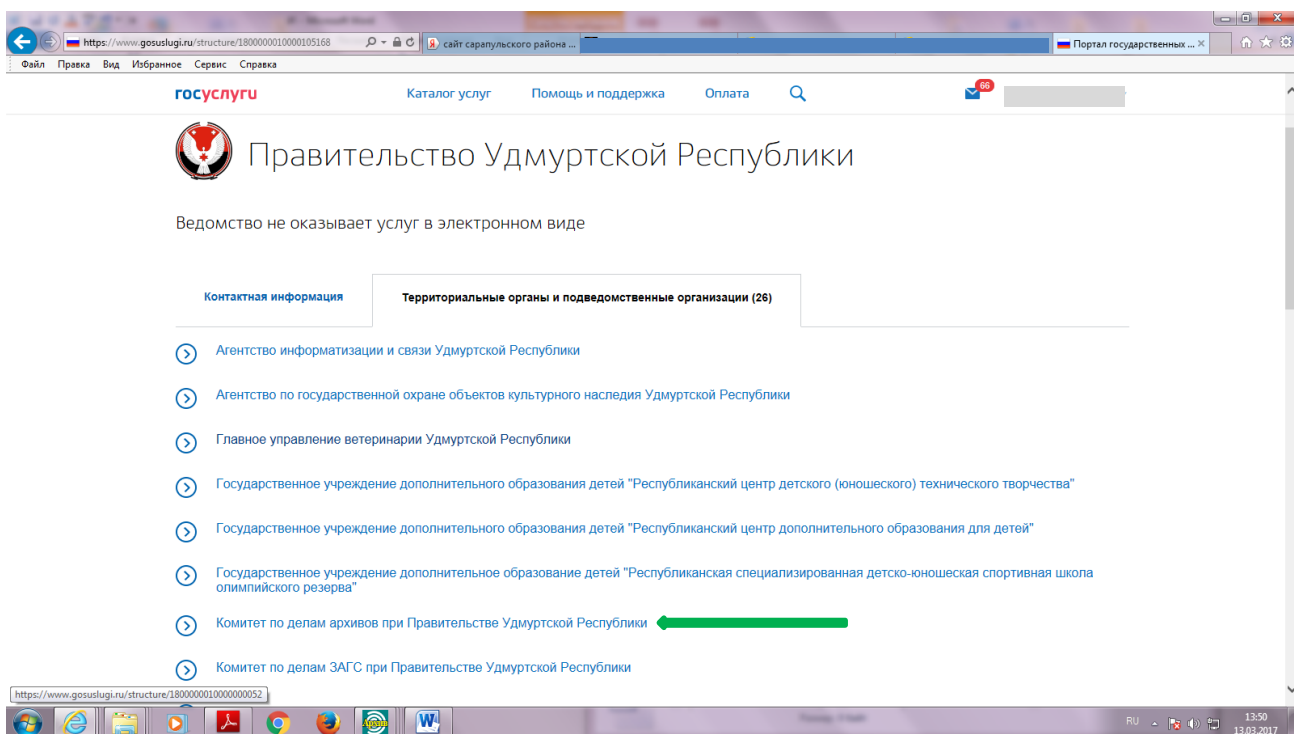 https://www.gosuslugi.ru/structure/1800000010000105168
сайт сарапульского района ...
Портал государственных ...
Файл Правка Вид Избранное Сервис Справка
госуслуги Каталог услуг Помощь и поддержка Оплата 66
Правительство Удмуртской Республики
Ведомство не оказывает услуг в электронном виде
Контактная информация Территориальные органы и подведомственные организации (26)
Агентство информатизации и связи Удмуртской Республики
Агентство по государственной охране объектов культурного наследия Удмуртской Республики
Главное управление ветеринарии Удмуртской Республики
Государственное учреждение дополнительного образования детей "Республиканский центр детского (юношеского) технического творчества"
Государственное учреждение дополнительного образования детей "Республиканский центр дополнительного образования для детей"
Государственное учреждение дополнительное образование детей "Республиканская специализированная детско-юношеская спортивная школа
олимпийского резерва"
Комитет по делам архивов при Правительстве Удмуртской Республики
Комитет по делам ЗАГС при Правительстве Удмуртской Республики
https://www.gosuslugi.ru/structure/1800000010000000052
RU 13:50
13.03.2017